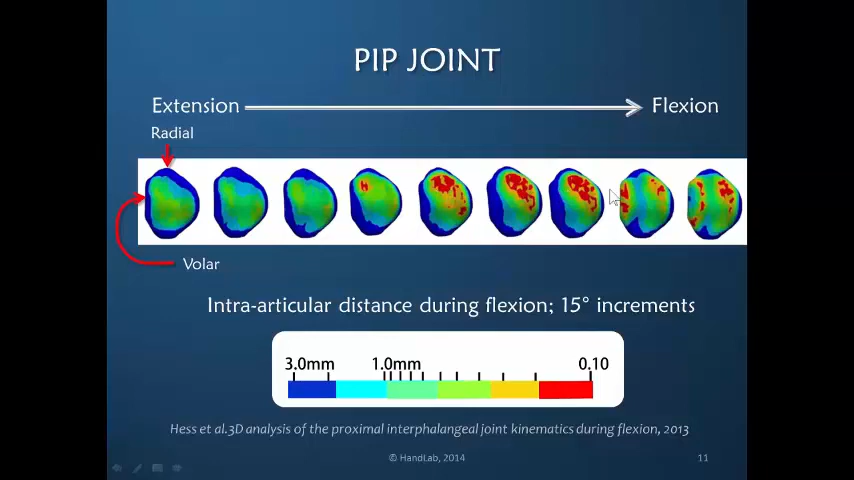 PIP JOINT
Extension
Flexion
Radial
Volar
Intra-articular distance during flexion; 15° increments
3.0mm 1.0mm 0.10
Hess et al.3D analysis of the proximal interphalangeal joint kinematics during flexion, 2013
© HandLab, 2014
11